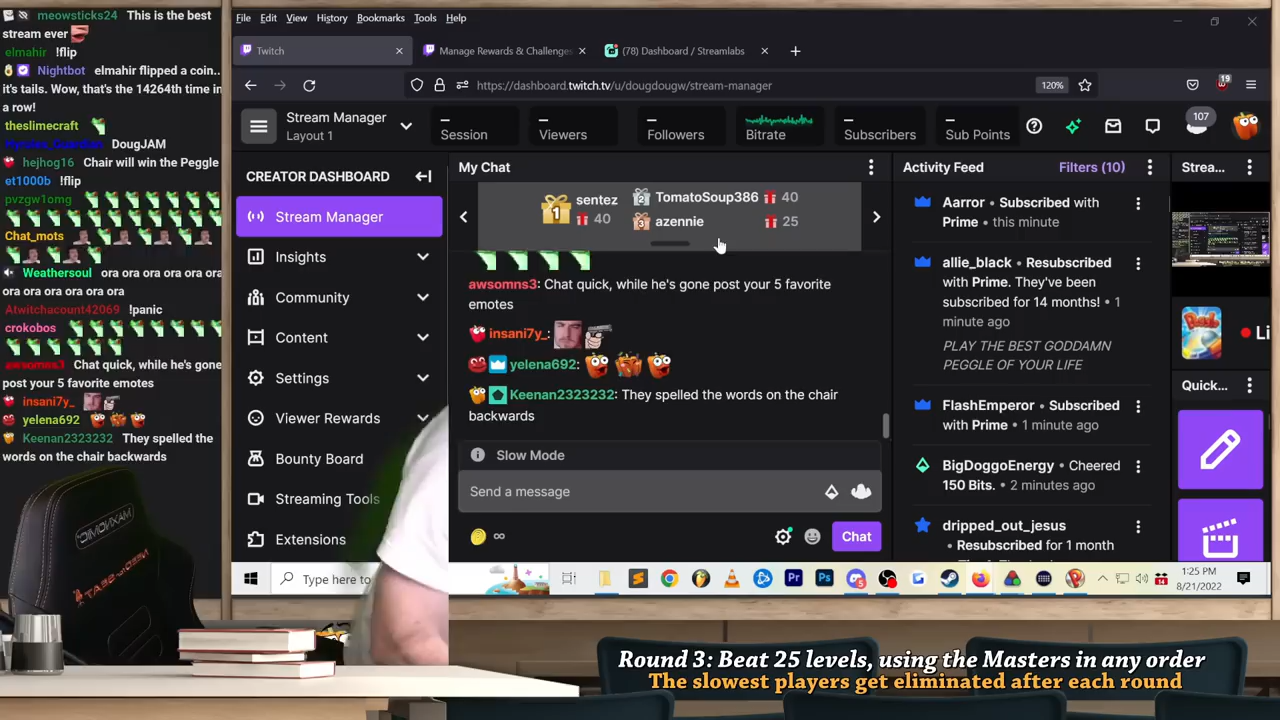 meowsticks24 This is the best
stream ever
elmahir !flip
Nightbot elmahir flipped a coin...
it's tails. Wow, that's the 14264th time in
a row!
theslimecraft
DougJAM
hejhog16 Chair will win the Peggle
et1000b !flip
pvzgw1omg
Chat_mots
Weathersoul ora ora ora ora ora ora
ora ora ora ora ora
Atwitchacount42069 !panic
crokobos
awsomns3 Chat quick, while he's gone
post your 5 favorite emotes
insani7y_
yelena692
Keenan2323232 They spelled the
words on the chair backwards
File Edit View History Bookmarks Tools Help
Twitch
Manage Rewards & Challenges
(78) Dashboard / Streamlabs
https://dashboard.twitch.tv/u/dougdougw/stream-manager
120%
19
Stream Manager
Layout 1
– Session
– Viewers
– Followers
Bitrate
– Subscribers
– Sub Points
107
CREATOR DASHBOARD
Stream Manager
Insights
Community
Content
Settings
Viewer Rewards
Bounty Board
Streaming Tools
Extensions
My Chat
1 sentez 40
2 TomatoSoup386 40
3 azennie 25
awsomns3: Chat quick, while he's gone post your 5 favorite
emotes
insani7y_:
yelena692:
Keenan2323232: They spelled the words on the chair
backwards
Slow Mode
Send a message
∞
Chat
Activity Feed
Filters (10)
Aarror • Subscribed with
Prime • this minute
allie_black • Resubscribed
with Prime. They've been
subscribed for 14 months! • 1
minute ago
PLAY THE BEST GODDAMN
PEGGLE OF YOUR LIFE
FlashEmperor • Subscribed
with Prime • 1 minute ago
BigDoggoEnergy • Cheered
150 Bits. • 2 minutes ago
dripped_out_jesus
• Resubscribed for 1 month
Strea...
Li
Quick...
Type here to
1:25 PM
8/21/2022
Round 3: Beat 25 levels, using the Masters in any order
The slowest players get eliminated after each round